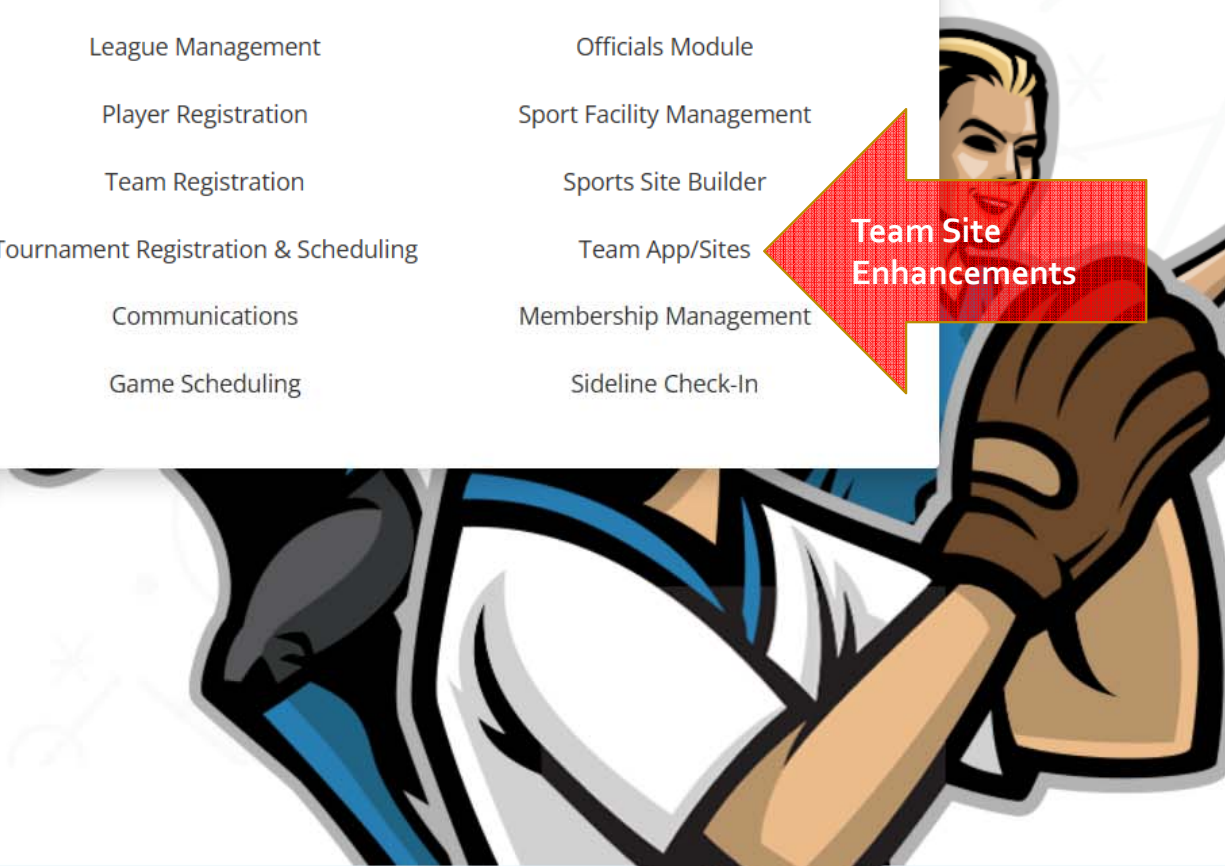 League Management
Officials Module
Player Registration
Sport Facility Management
Team Registration
Sports Site Builder
Tournament Registration & Scheduling
Team App/Sites
Communications
Membership Management
Game Scheduling
Sideline Check-In
Team Site
Enhancements